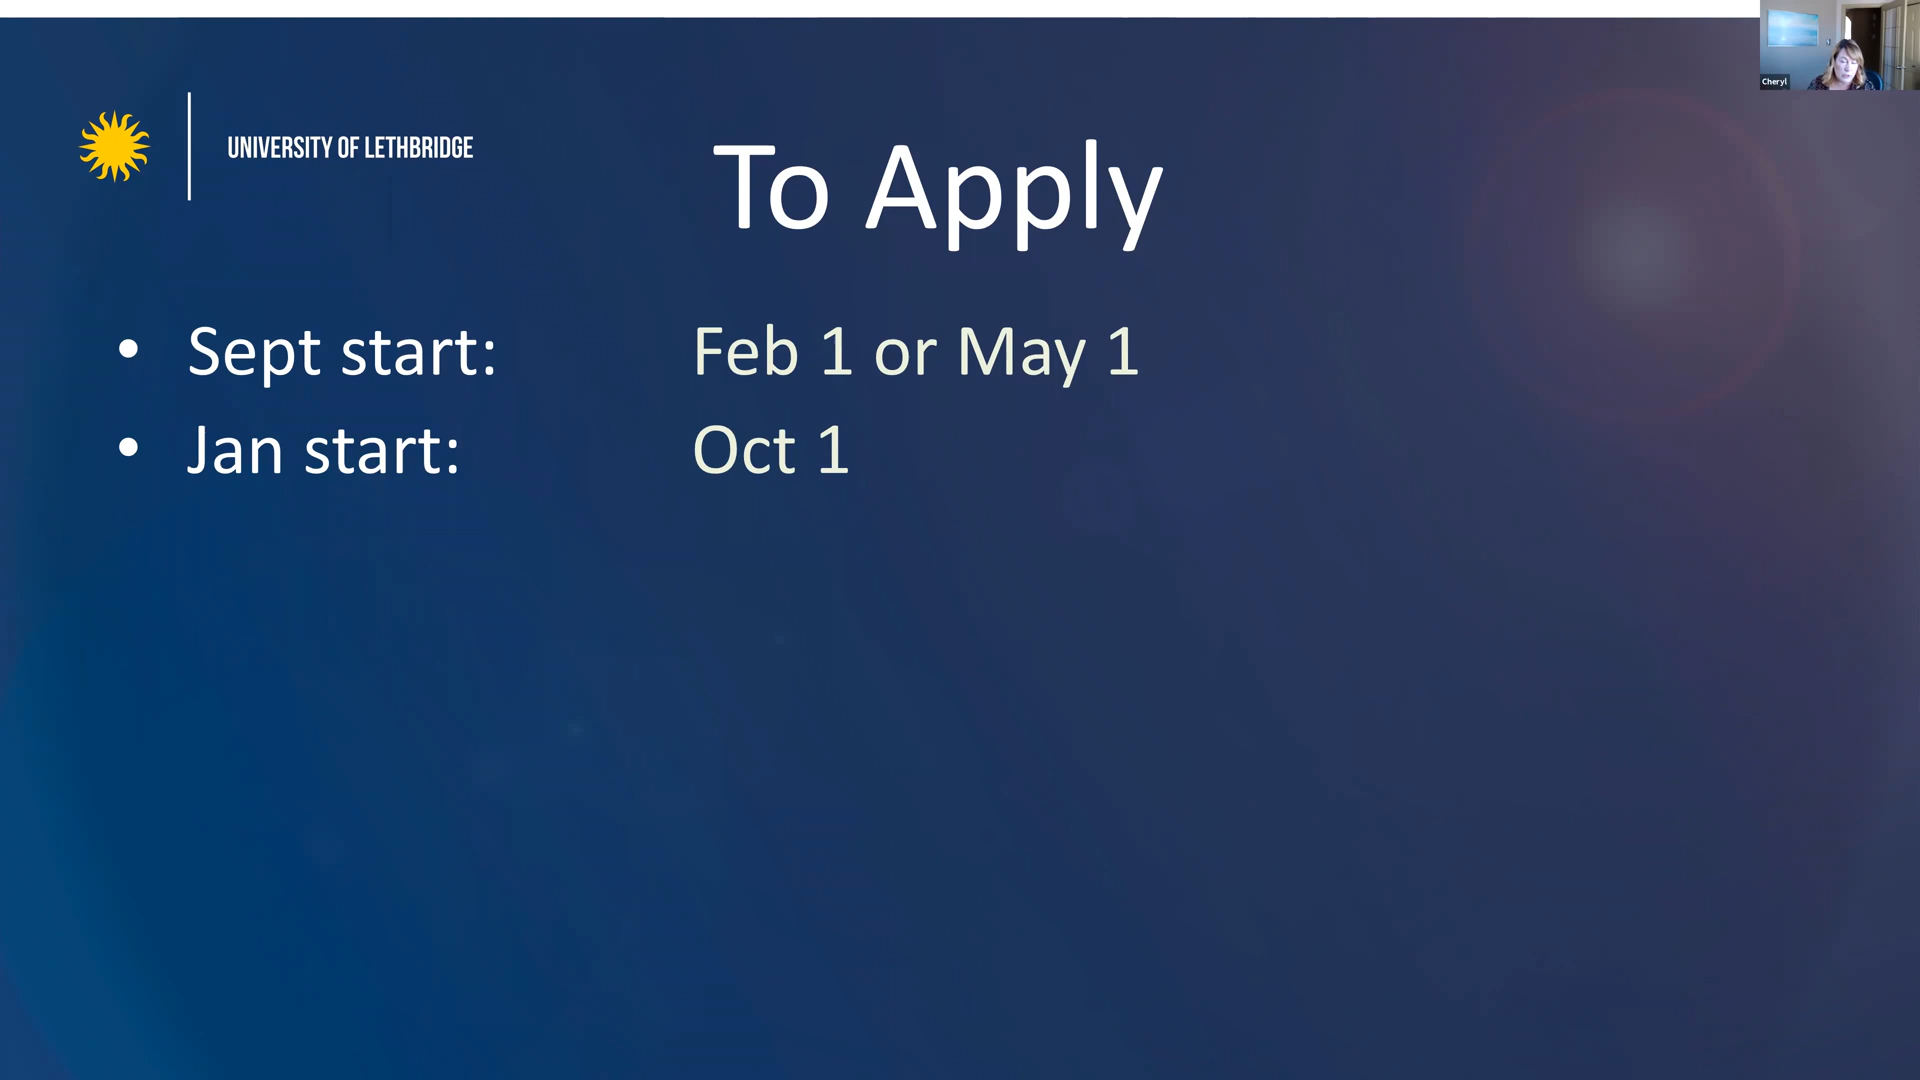 Cheryl
UNIVERSITY OF LETHBRIDGE
To Apply
• Sept start: Feb 1 or May 1
• Jan start: Oct 1